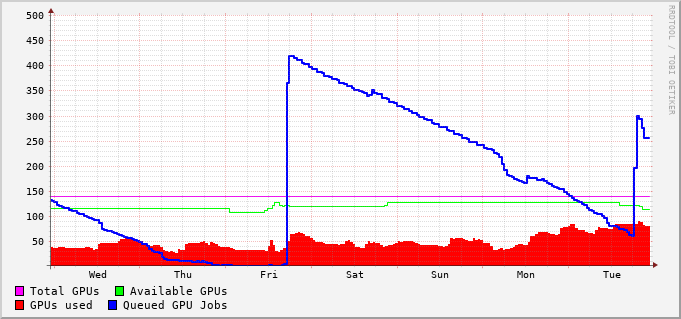 500
450
400
350
300
250
200
150
100
50
Wed Thu Fri Sat Sun Mon Tue
Total GPUs Available GPUs
GPUs used Queued GPU Jobs
RRDTOOL / TOBI OETIKER